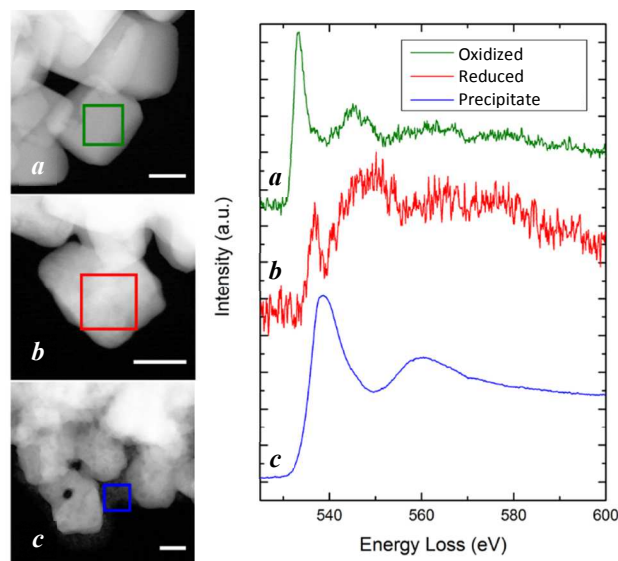 a
b
c
Oxidized
Reduced
Precipitate
a
b
c
Intensity (a.u.)
540 560 580 600
Energy Loss (eV)